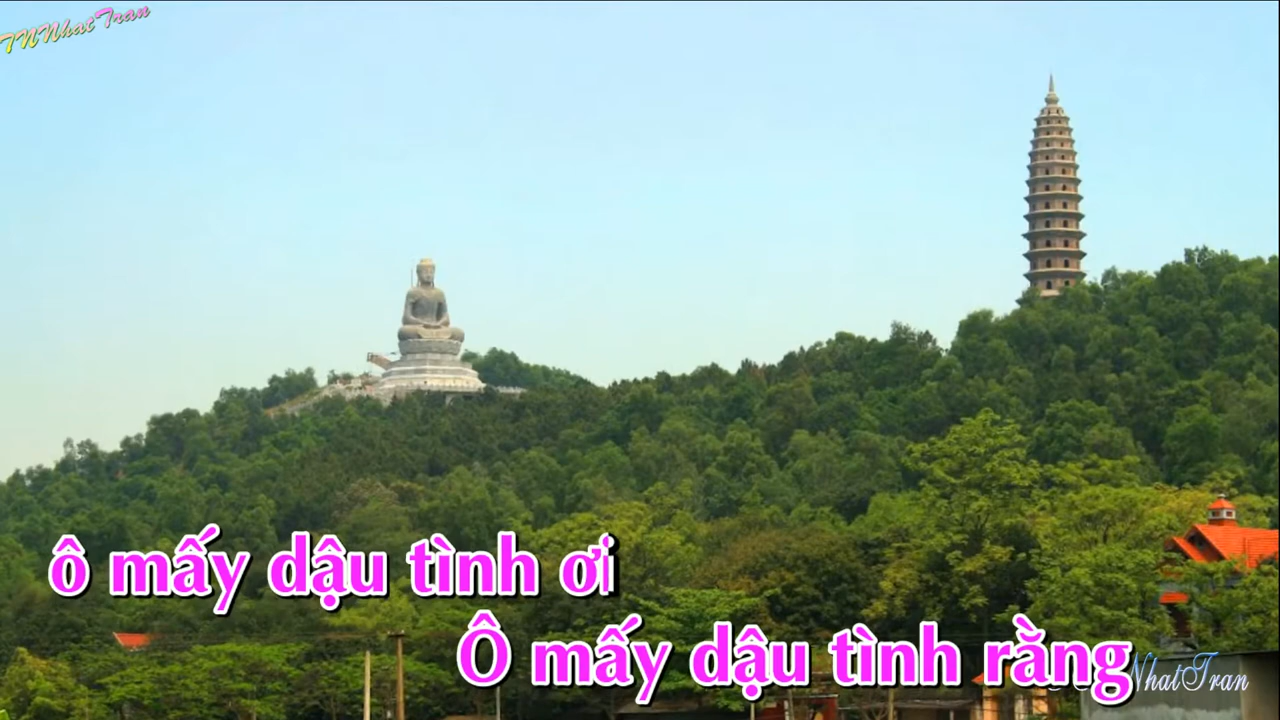 TNNhatTran
ô mấy dậu tình ơi
Ô mấy dậu tình rằng
NhatTran